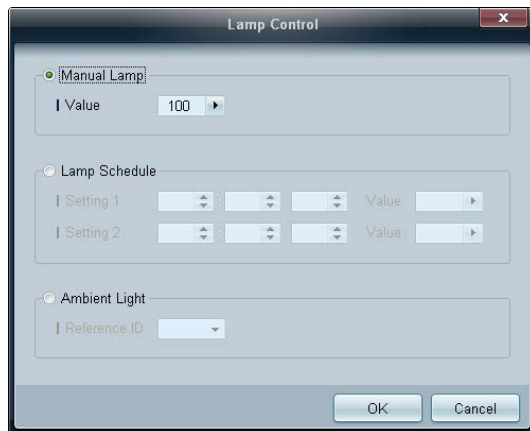 Lamp Control
x
Manual Lamp
Value 100
Lamp Schedule
Setting 1 : Value
Setting 2 : Value
Ambient Light
Reference ID
OK Cancel